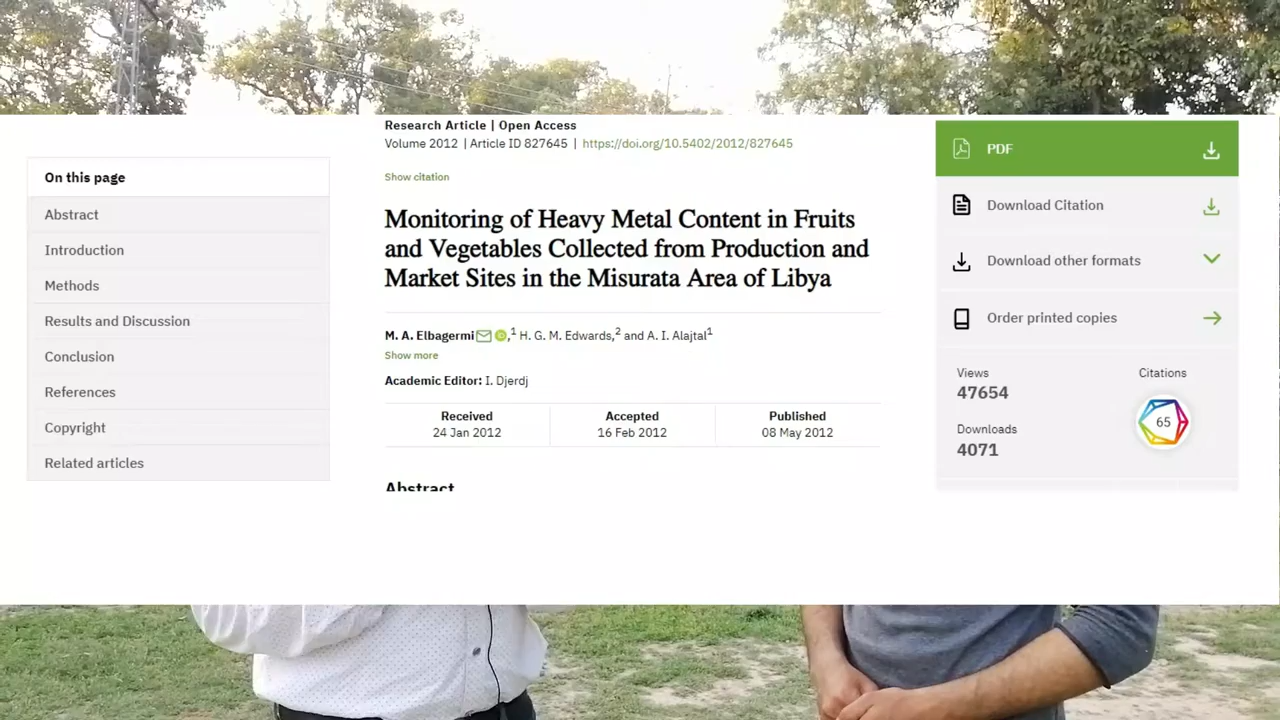 Research Article | Open Access
Volume 2012 | Article ID 827645 | https://doi.org/10.5402/2012/827645
Show citation
Monitoring of Heavy Metal Content in Fruits
and Vegetables Collected from Production and
Market Sites in the Misurata Area of Libya
M. A. Elbagermi ,1 H. G. M. Edwards,2 and A. I. Alajtal1
Show more
Academic Editor: I. Djerdj
Received
24 Jan 2012
Accepted
16 Feb 2012
Published
08 May 2012
Abstract
On this page
Abstract
Introduction
Methods
Results and Discussion
Conclusion
References
Copyright
Related articles
PDF
Download Citation
Download other formats
Order printed copies
Views
47654
Citations
65
Downloads
4071